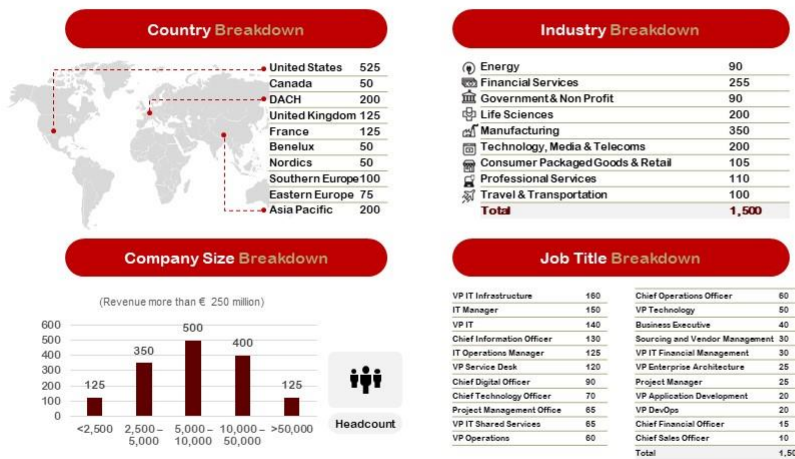 Country Breakdown
United States 525
Canada 50
DACH 200
United Kingdom 125
France 125
Benelux 50
Nordics 50
Southern Europe 100
Eastern Europe 75
Asia Pacific 200
Industry Breakdown
Energy 90
Financial Services 255
Government & Non Profit 90
Life Sciences 200
Manufacturing 350
Technology, Media & Telecoms 200
Consumer Packaged Goods & Retail 105
Professional Services 110
Travel & Transportation 100
Total 1,500
Company Size Breakdown
(Revenue more than € 250 million)
600
500
400
300
200
100
0
125
350
500
400
125
<2,500
2,500 – 5,000
5,000 – 10,000
10,000 – 50,000
>50,000
Headcount
Job Title Breakdown
VP IT Infrastructure 160
IT Manager 150
VP IT 140
Chief Information Officer 130
IT Operations Manager 125
VP Service Desk 120
Chief Digital Officer 90
Chief Technology Officer 70
Project Management Office 65
VP IT Shared Services 65
VP Operations 60
Chief Operations Officer 60
VP Technology 50
Business Executive 40
Sourcing and Vendor Management 30
VP IT Financial Management 30
VP Enterprise Architecture 25
Project Manager 25
VP Application Development 20
VP DevOps 20
Chief Financial Officer 15
Chief Sales Officer 10
Total